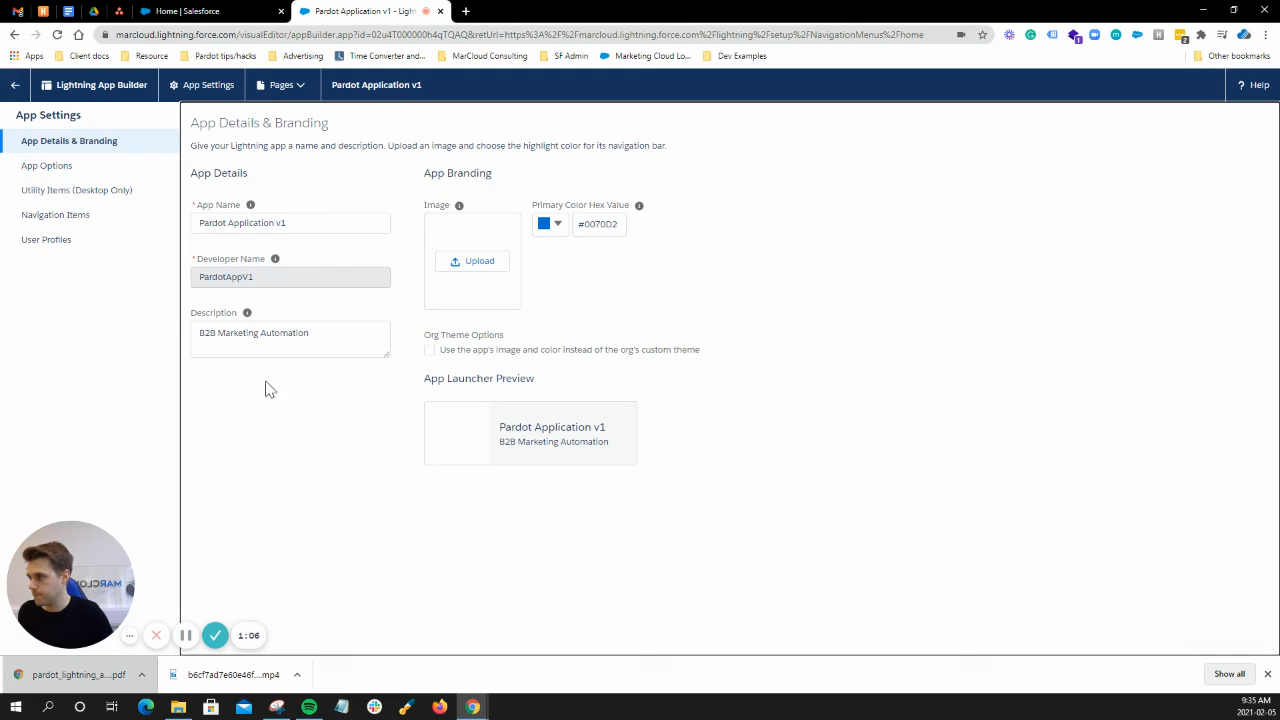 Home | Salesforce
Pardot Application v1 - Light
marcloud.lightning.force.com/visualEditor/appBuilder.app?id=02u4T000000h4qTQAQ&retUrl=https%3A%2F%2Fmarcloud.lightning.force.com%2Flightning%2Fsetup%2FNavigationMenus%2Fhome
Apps
Client docs
Resource
Pardot tips/hacks
Advertising
Time Converter and...
MarCloud Consulting
SF Admin
Marketing Cloud Lo...
Dev Examples
Other bookmarks
Lightning App Builder
App Settings
Pages
Pardot Application v1
? Help
App Settings
App Details & Branding
App Options
Utility Items (Desktop Only)
Navigation Items
User Profiles
App Details & Branding
Give your Lightning app a name and description. Upload an image and choose the highlight color for its navigation bar.
App Details
* App Name
Pardot Application v1
* Developer Name
PardotAppV1
Description
B2B Marketing Automation
App Branding
Image
Upload
Primary Color Hex Value
#0070D2
Org Theme Options
Use the app's image and color instead of the org's custom theme
App Launcher Preview
Pardot Application v1
B2B Marketing Automation
1:06
pardot_lightning_a....pdf
b6cf7ad7e60e46f....mp4
Show all
9:35 AM
2021-02-05